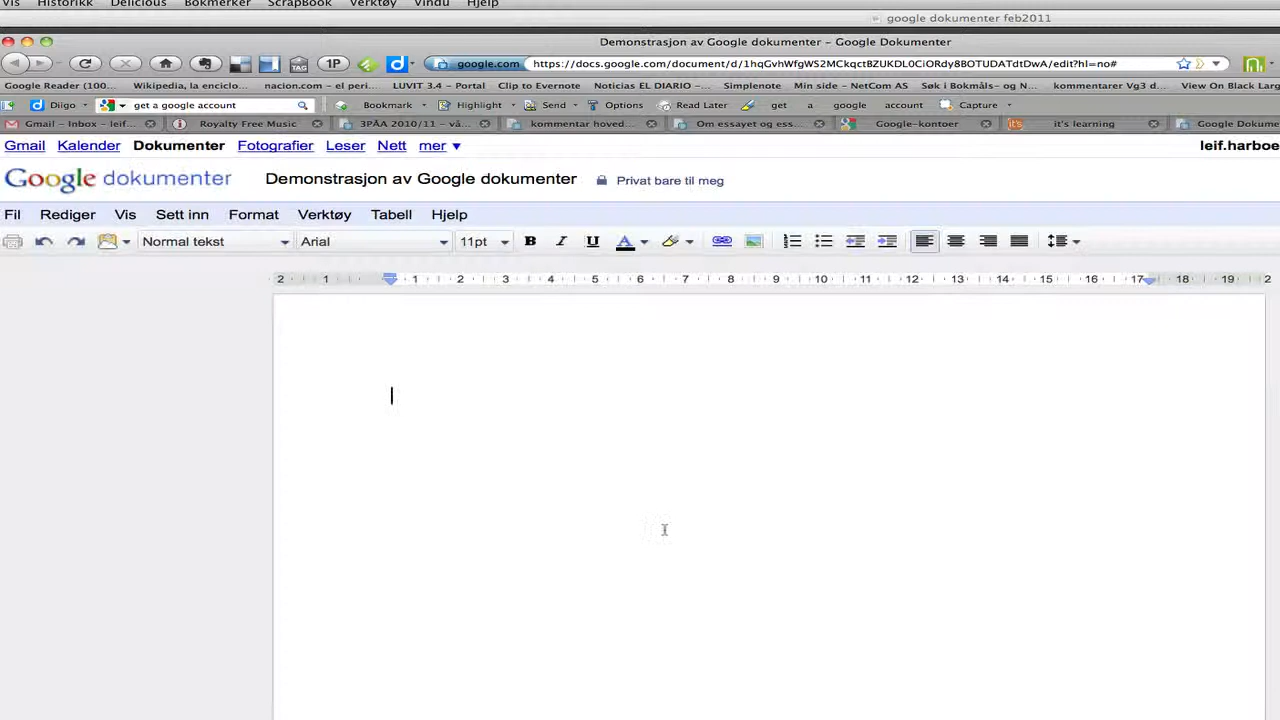 Vis Historikk Delicious Bokmerker ScrapBook Verktøy Vindu Hjelp
google dokumenter feb2011
Demonstrasjon av Google dokumenter – Google Dokumenter
1P google.com https://docs.google.com/document/d/1hqGvhWfgWS2MCkqctBZUKDL0CiORdy8BOTUDATdtDwA/edit?hl=no#
Google Reader (100... Wikipedia, la enciclo... nacion.com – el peri... LUVIT 3.4 – Portal Clip to Evernote Noticias EL DIARIO –... Simplenote Min side – NetCom AS Søk i Bokmåls– og N... kommentarer Vg3 d... View On Black Larg
Diigo get a google account Bookmark Highlight Send Options Read Later get a google account Capture
Gmail – Inbox – leif... Royalty Free Music 3PÅA 2010/11 – vå... kommentar hoved... Om essayet og ess... Google-kontoer it's learning Google Dokume
Gmail Kalender Dokumenter Fotografier Leser Nett mer leif.harboe
Google dokumenter Demonstrasjon av Google dokumenter Privat bare til meg
Fil Rediger Vis Sett inn Format Verktøy Tabell Hjelp
Normal tekst Arial 11pt B I U A
2 1 1 2 3 4 5 6 7 8 9 10 11 12 13 14 15 16 17 18 19 2